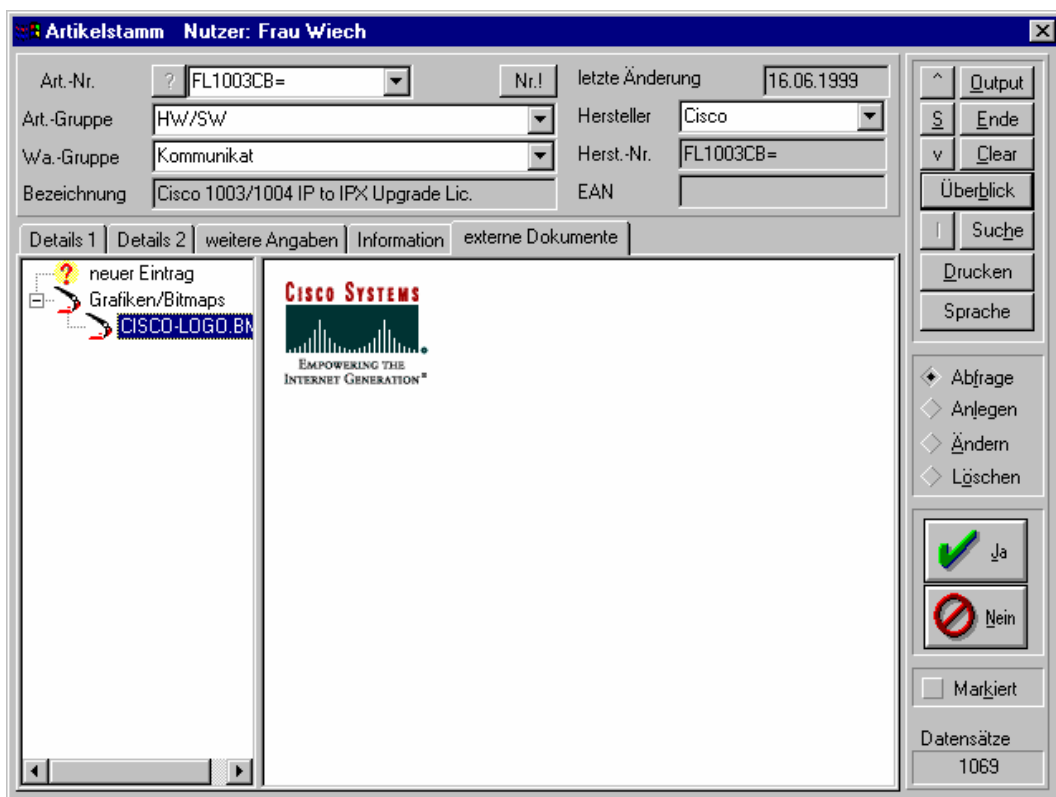 Artikelstamm Nutzer: Frau Wiech
Art.-Nr. ? FL1003CB= Nr.! letzte Änderung 16.06.1999
Art.-Gruppe HW/SW Hersteller Cisco
Wa.-Gruppe Kommunikat Herst.-Nr. FL1003CB=
Bezeichnung Cisco 1003/1004 IP to IPX Upgrade Lic. EAN
Details 1 Details 2 weitere Angaben Information externe Dokumente
? neuer Eintrag
Grafiken/Bitmaps
CISCO-LOGO.BM
CISCO SYSTEMS
EMPOWERING THE
INTERNET GENERATION
^ Output
S Ende
v Clear
Überblick
I Suche
Drucken
Sprache
Abfrage
Anlegen
Ändern
Löschen
Ja
Nein
Markiert
Datensätze
1069